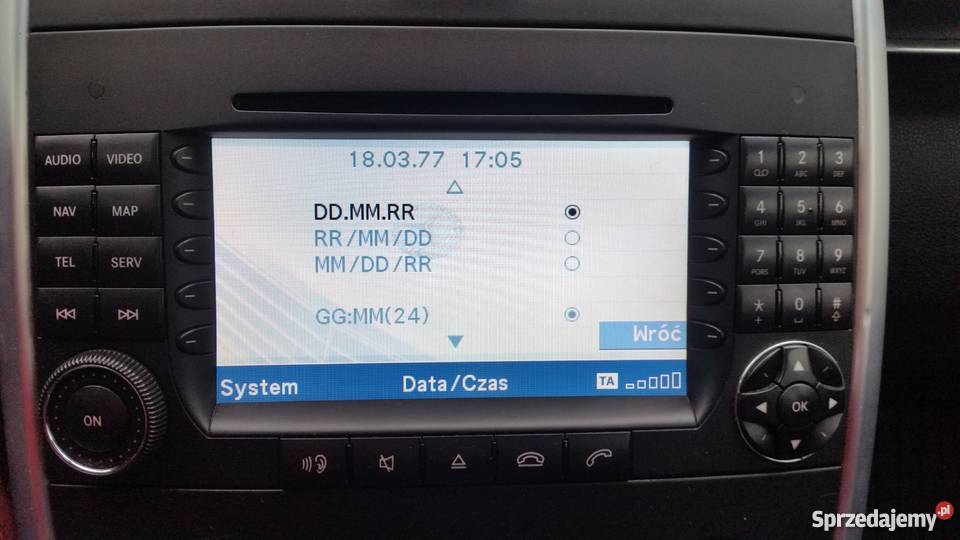 AUDIO VIDEO
NAV MAP
TEL SERV
ON
18.03.77 17:05
DD.MM.RR
RR/MM/DD
MM/DD/RR
GG:MM(24)
Wróć
System Data/Czas TA
1 2 ABC 3 DEF
4 GHI 5 JKL 6 MNO
7 PQRS 8 TUV 9 WXYZ
* + 0 #
OK
Sprzedajemy.pl